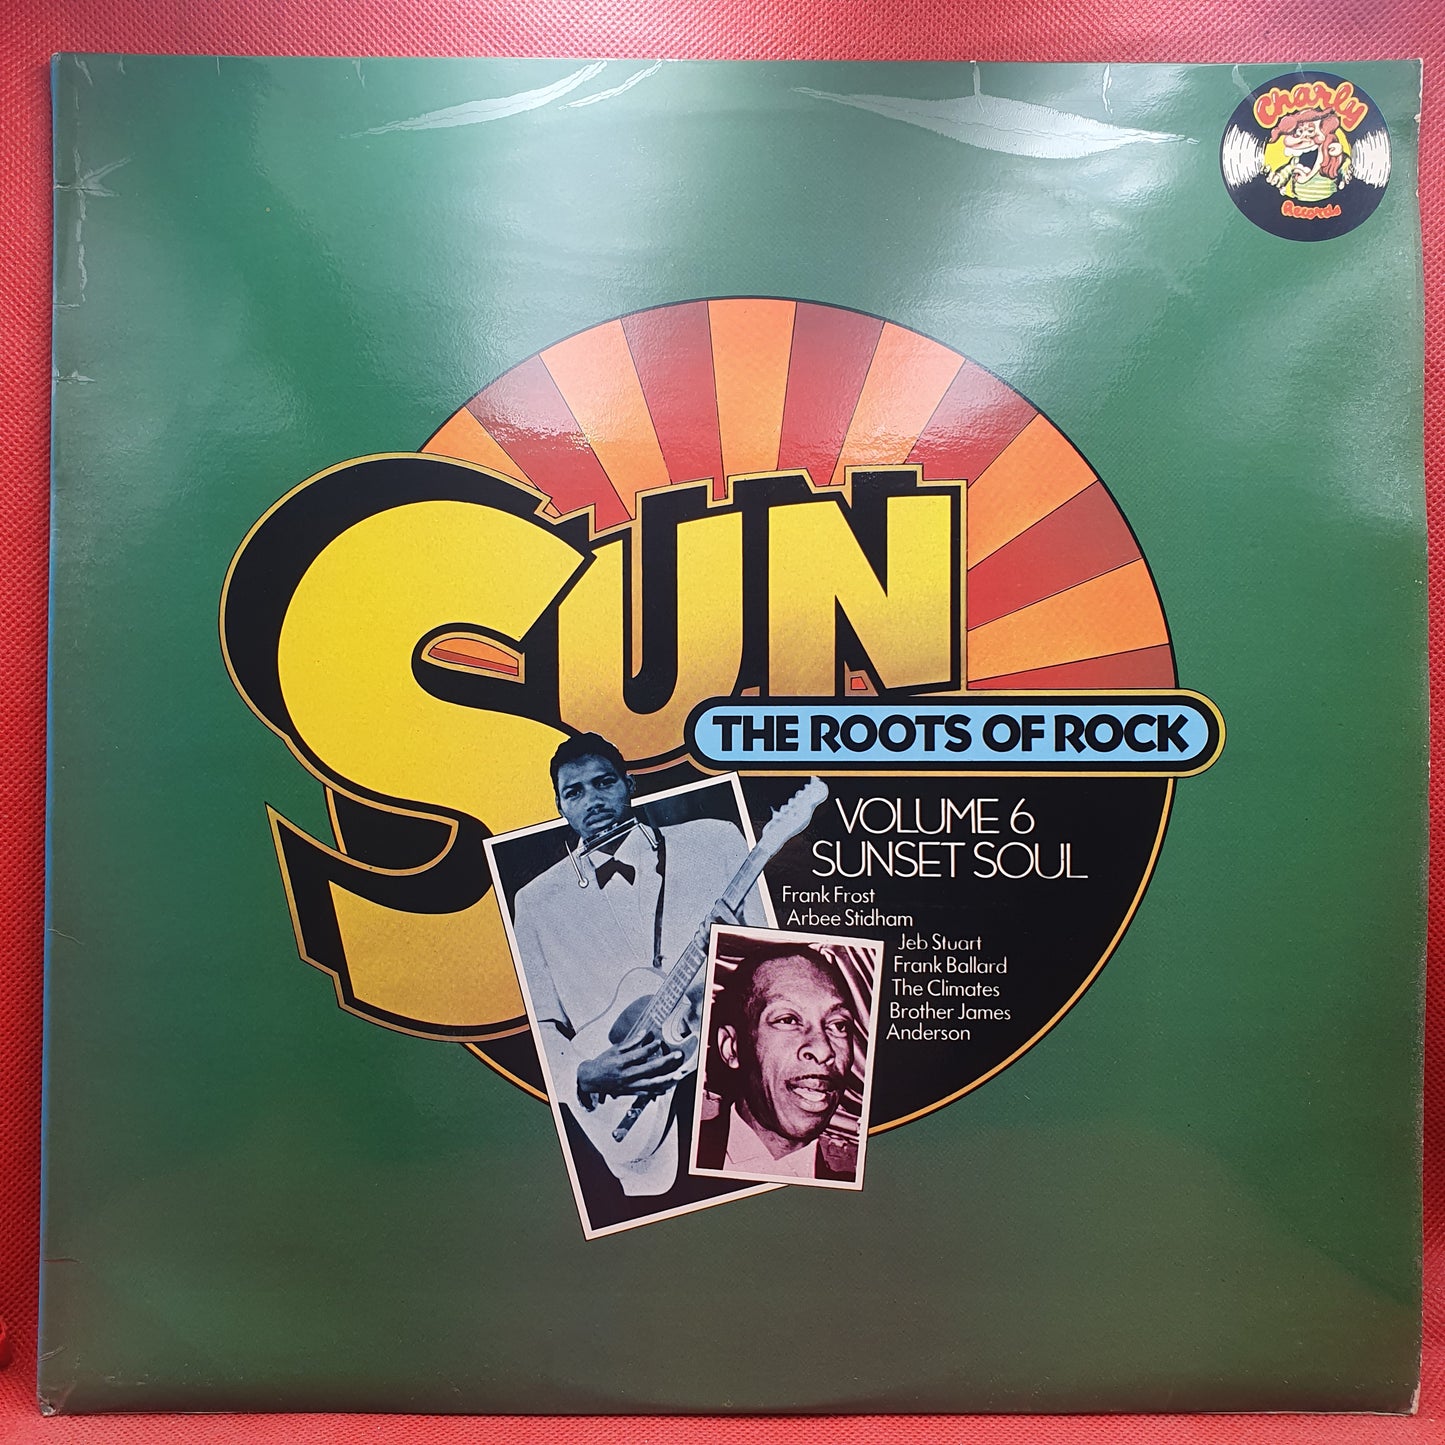 Charly
Records
SUN
THE ROOTS OF ROCK
VOLUME 6
SUNSET SOUL
Frank Frost
Arbee Stidham
Jeb Stuart
Frank Ballard
The Climates
Brother James
Anderson